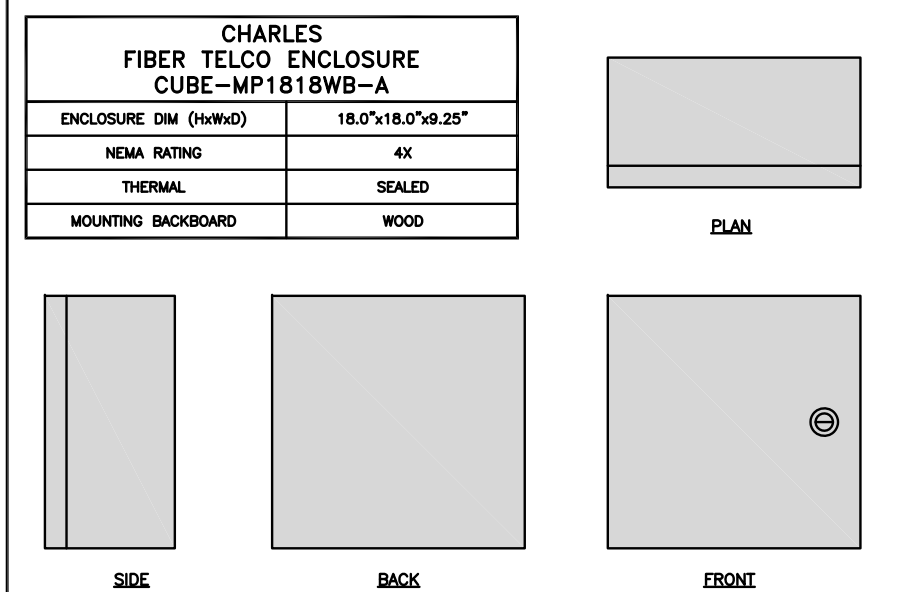 CHARLES
FIBER TELCO ENCLOSURE
CUBE-MP1818WB-A
ENCLOSURE DIM (HxWxD) 18.0"x18.0"x9.25"
NEMA RATING 4X
THERMAL SEALED
MOUNTING BACKBOARD WOOD
PLAN
SIDE BACK FRONT